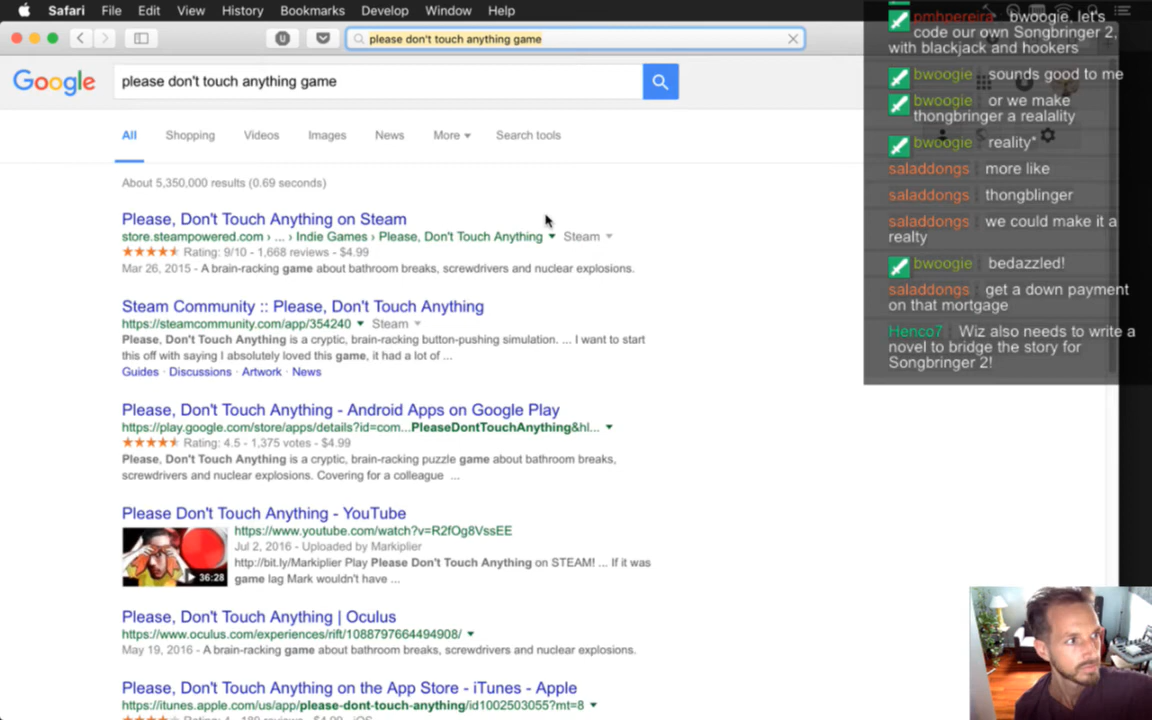 Safari File Edit View History Bookmarks Develop Window Help
please don't touch anything game
Google
please don't touch anything game
All Shopping Videos Images News More Search tools
About 5,350,000 results (0.69 seconds)
Please, Don't Touch Anything on Steam
store.steampowered.com › ... › Indie Games › Please, Don't Touch Anything Steam
Rating: 9/10 - 1,668 reviews - $4.99
Mar 26, 2015 - A brain-racking game about bathroom breaks, screwdrivers and nuclear explosions.
Steam Community :: Please, Don't Touch Anything
https://steamcommunity.com/app/354240 Steam
Please, Don't Touch Anything is a cryptic, brain-racking button-pushing simulation. ... I want to start
this off with saying I absolutely loved this game, it had a lot of ...
Guides · Discussions · Artwork · News
Please, Don't Touch Anything - Android Apps on Google Play
https://play.google.com/store/apps/details?id=com...PleaseDontTouchAnything&hl...
Rating: 4.5 - 1,375 votes - $4.99
Please, Don't Touch Anything is a cryptic, brain-racking puzzle game about bathroom breaks,
screwdrivers and nuclear explosions. Covering for a colleague ...
Please Don't Touch Anything - YouTube
https://www.youtube.com/watch?v=R2fOg8VssEE
Jul 2, 2016 - Uploaded by Markiplier
http://bit.ly/Markiplier Play Please Don't Touch Anything on STEAM! ... If it was
game lag Mark wouldn't have ...
36:28
Please, Don't Touch Anything | Oculus
https://www.oculus.com/experiences/rift/1088797664494908/
May 19, 2016 - A brain-racking game about bathroom breaks, screwdrivers and nuclear explosions.
Please, Don't Touch Anything on the App Store - iTunes - Apple
https://itunes.apple.com/us/app/please-dont-touch-anything/id1002503055?mt=8
pmhpereira bwoogie, let's
code our own Songbringer 2,
with blackjack and hookers
bwoogie sounds good to me
bwoogie or we make
thongbringer a realality
bwoogie reality*
saladdongs more like
saladdongs thongblinger
saladdongs we could make it a
realty
bwoogie bedazzled!
saladdongs get a down payment
on that mortgage
Henco7 Wiz also needs to write a
novel to bridge the story for
Songbringer 2!